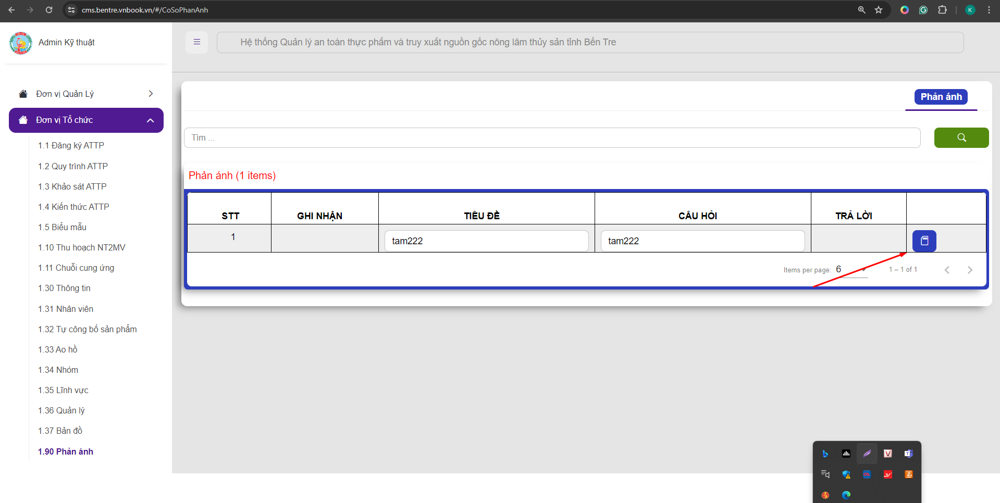 cms.bentre.vnbook.vn/#/CoSoPhanAnh
K
Admin Kỹ thuật
Hệ thống Quản lý an toàn thực phẩm và truy xuất nguồn gốc nông lâm thủy sản tỉnh Bến Tre
Đơn vị Quản Lý
Đơn vị Tổ chức
1.1 Đăng ký ATTP
1.2 Quy trình ATTP
1.3 Khảo sát ATTP
1.4 Kiến thức ATTP
1.5 Biểu mẫu
1.10 Thu hoạch NT2MV
1.11 Chuỗi cung ứng
1.30 Thông tin
1.31 Nhân viên
1.32 Tự công bố sản phẩm
1.33 Ao hồ
1.34 Nhóm
1.35 Lĩnh vực
1.36 Quản lý
1.37 Bản đồ
1.90 Phản ánh
Phản ánh
Tìm ...
Phản ánh (1 items)
STT GHI NHẬN TIÊU ĐỀ CÂU HỎI TRẢ LỜI
1 tam222 tam222
Items per page: 6 1 – 1 of 1